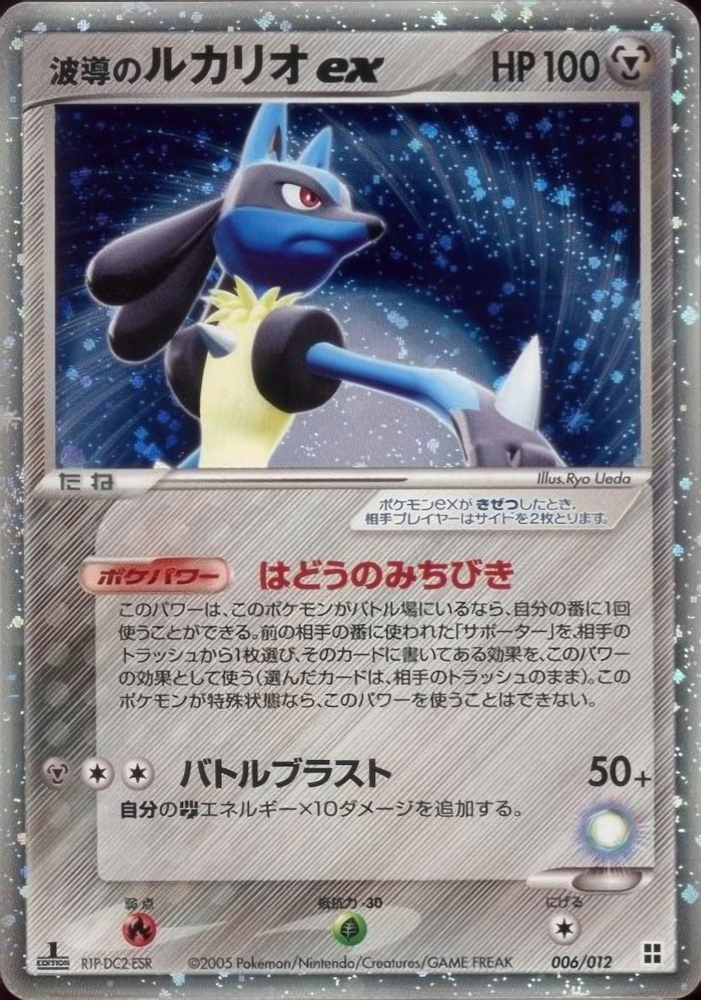 波導のルカリオex HP100
たね
Illus.Ryo Ueda
ポケモンexが きぜつしたとき、
相手プレイヤーはサイドを2枚とります。
ポケパワー はどうのみちびき
このパワーは、このポケモンがバトル場にいるなら、自分の番に1回
使うことができる。前の相手の番に使われた「サポーター」を、相手の
トラッシュから1枚選び、そのカードに書いてある効果を、このパワー
の効果として使う(選んだカードは、相手のトラッシュのまま)。この
ポケモンが特殊状態なら、このパワーを使うことはできない。
バトルブラスト 50+
自分のエネルギー×10ダメージを追加する。
弱点 抵抗力 -30 にげる
1 EDITION R1P-DC2-ESR ©2005 Pokémon/Nintendo/Creatures/GAME FREAK 006/012